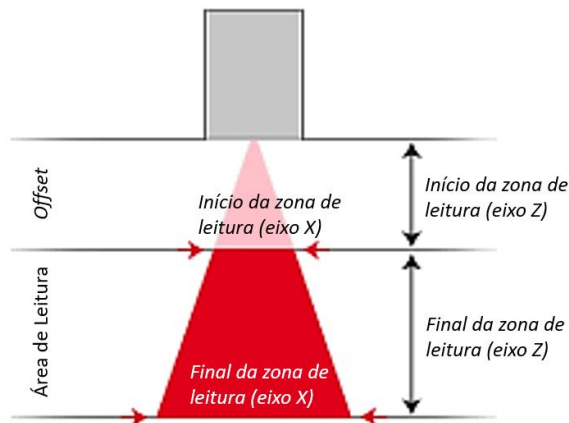 Offset
Início da zona de
leitura (eixo X)
Início da zona de
leitura (eixo Z)
Área de Leitura
Final da zona de
leitura (eixo X)
Final da zona de
leitura (eixo Z)